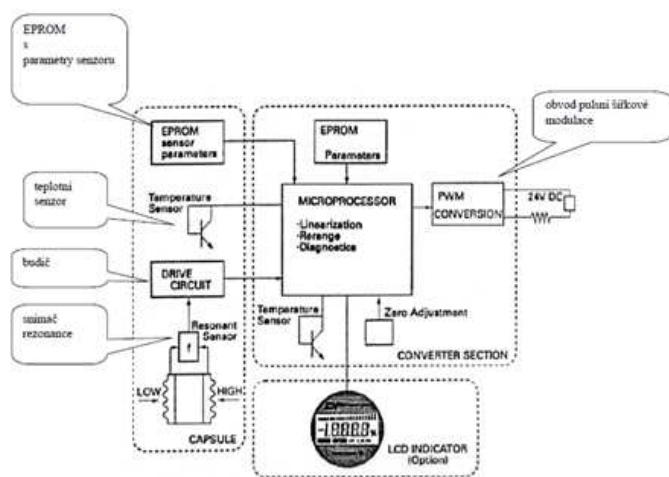 EPROM
s
parametry senzoru
obvod pulsní šířkové
modulace
EPROM
sensor
parameters
EPROM
Parameters
teplotní
senzor
Temperature
Sensor
MICROPROCESSOR
·Linearization
·Rerange
·Diagnostics
PWM
CONVERSION
24V DC
budič
DRIVE
CIRCUIT
snímač
rezonance
Resonant
Sensor
f
Temperature
Sensor
Zero Adjustment
CONVERTER SECTION
LOW
HIGH
CAPSULE
LCD INDICATOR
(Option)